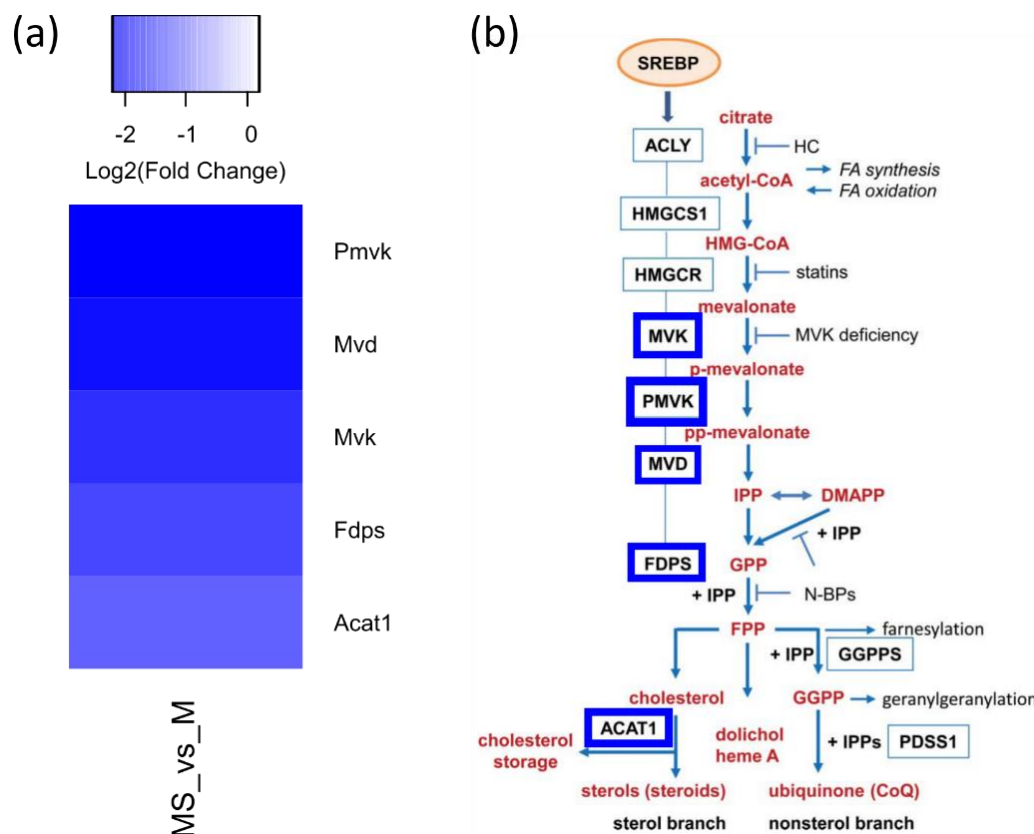 (a)
-2 -1 0
Log2(Fold Change)
Pmvk
Mvd
Mvk
Fdps
Acat1
MS_vs_M
(b)
SREBP
citrate
ACLY
HC
acetyl-CoA
FA synthesis
FA oxidation
HMGCS1
HMG-CoA
HMGCR
statins
mevalonate
MVK
MVK deficiency
p-mevalonate
PMVK
pp-mevalonate
MVD
IPP
DMAPP
+ IPP
FDPS
GPP
+ IPP
N-BPs
FPP
farnesylation
+ IPP
GGPPS
cholesterol
GGPP
geranylgeranylation
ACAT1
cholesterol
storage
dolichol
heme A
+ IPPs
PDSS1
sterols (steroids)
ubiquinone (CoQ)
sterol branch
nonsterol branch